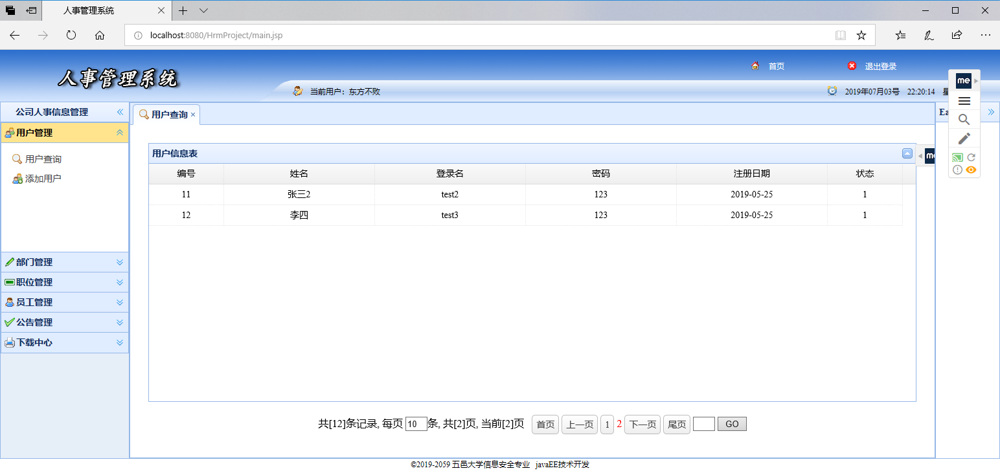 人事管理系统
localhost:8080/HrmProject/main.jsp
人事管理系统
首页
退出登录
当前用户：东方不败
2019年07月03号 22:20:14 星
me
公司人事信息管理
用户查询 ×
Ea
用户管理
用户查询
添加用户
部门管理
职位管理
员工管理
公告管理
下载中心
用户信息表
编号 姓名 登录名 密码 注册日期 状态
11 张三2 test2 123 2019-05-25 1
12 李四 test3 123 2019-05-25 1
共[12]条记录, 每页 10 条, 共[2]页, 当前[2]页 首页 上一页 1 2 下一页 尾页 GO
©2019-2059 五邑大学信息安全专业 javaEE技术开发